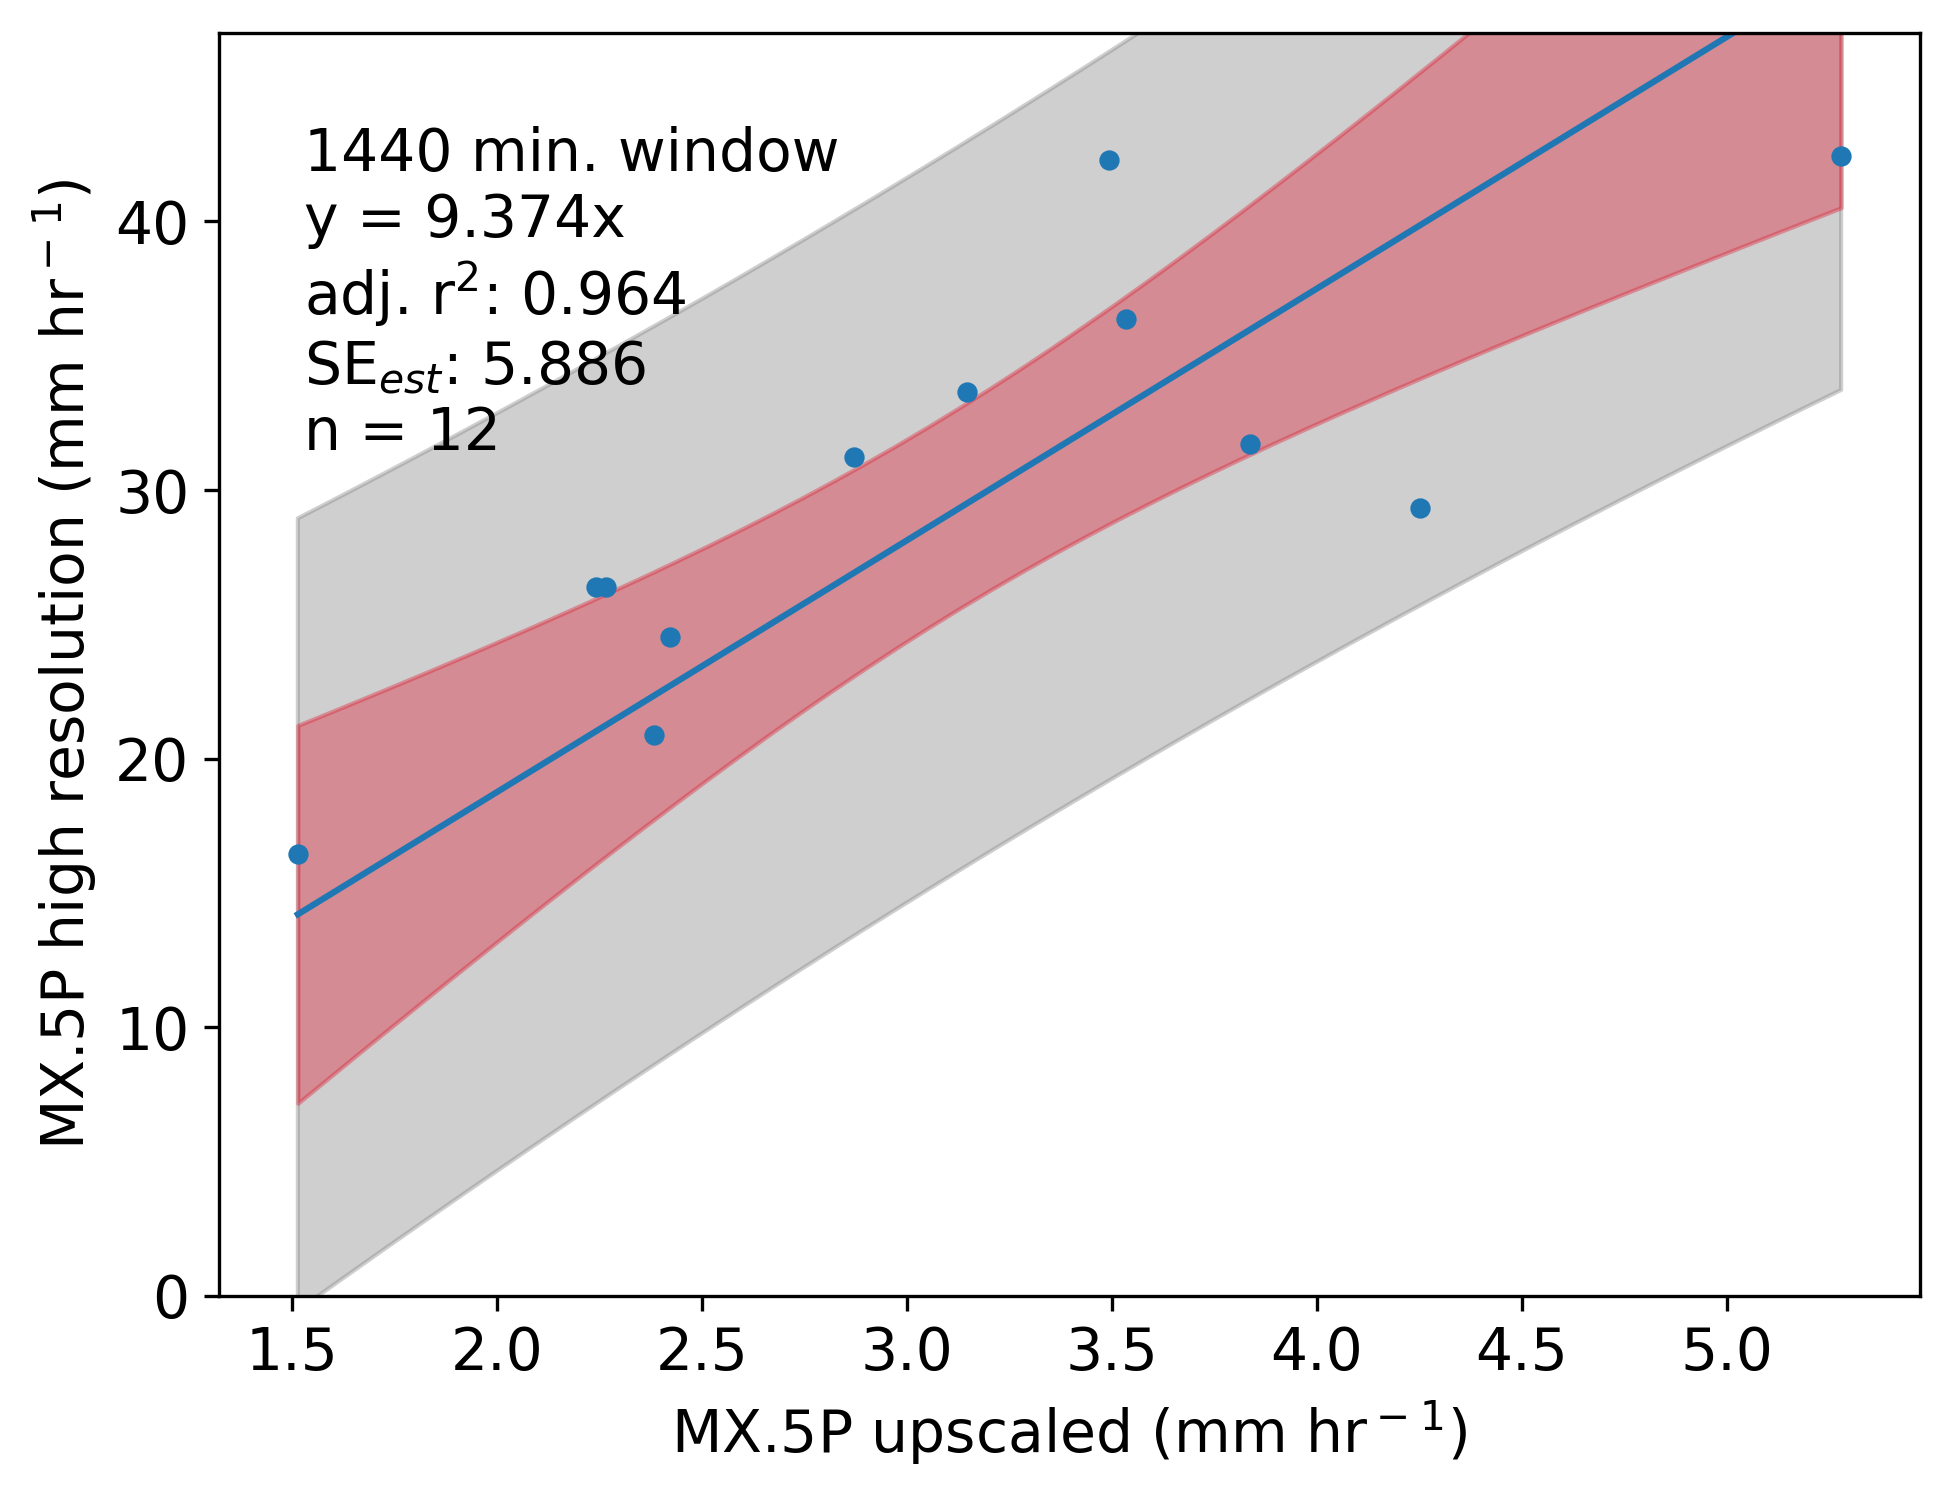 1440 min. window
y = 9.374x
adj. r²: 0.964
SE_est: 5.886
n = 12
MX.5P high resolution (mm hr⁻¹)
40
30
20
10
0
1.5 2.0 2.5 3.0 3.5 4.0 4.5 5.0
MX.5P upscaled (mm hr⁻¹)